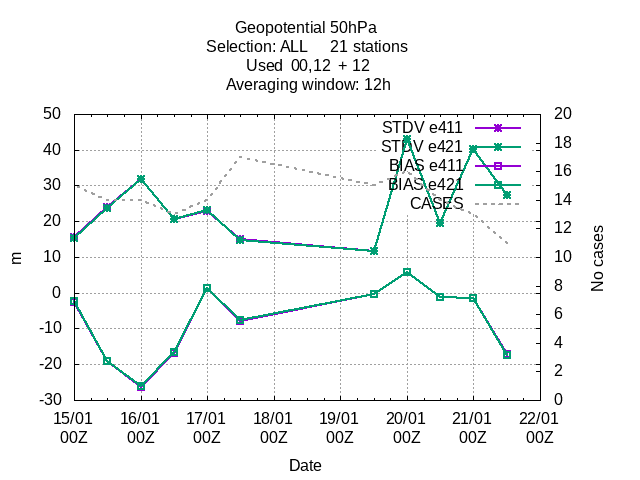 Geopotential 50hPa
Selection: ALL     21 stations
Used  00,12  + 12
Averaging window: 12h
50
40
30
20
10
0
-10
-20
-30
20
18
16
14
12
10
8
6
4
2
0
STDV e411
STDV e421
BIAS e411
BIAS e421
CASES
m
No cases
15/01 16/01 17/01 18/01 19/01 20/01 21/01 22/01
00Z 00Z 00Z 00Z 00Z 00Z 00Z 00Z
Date